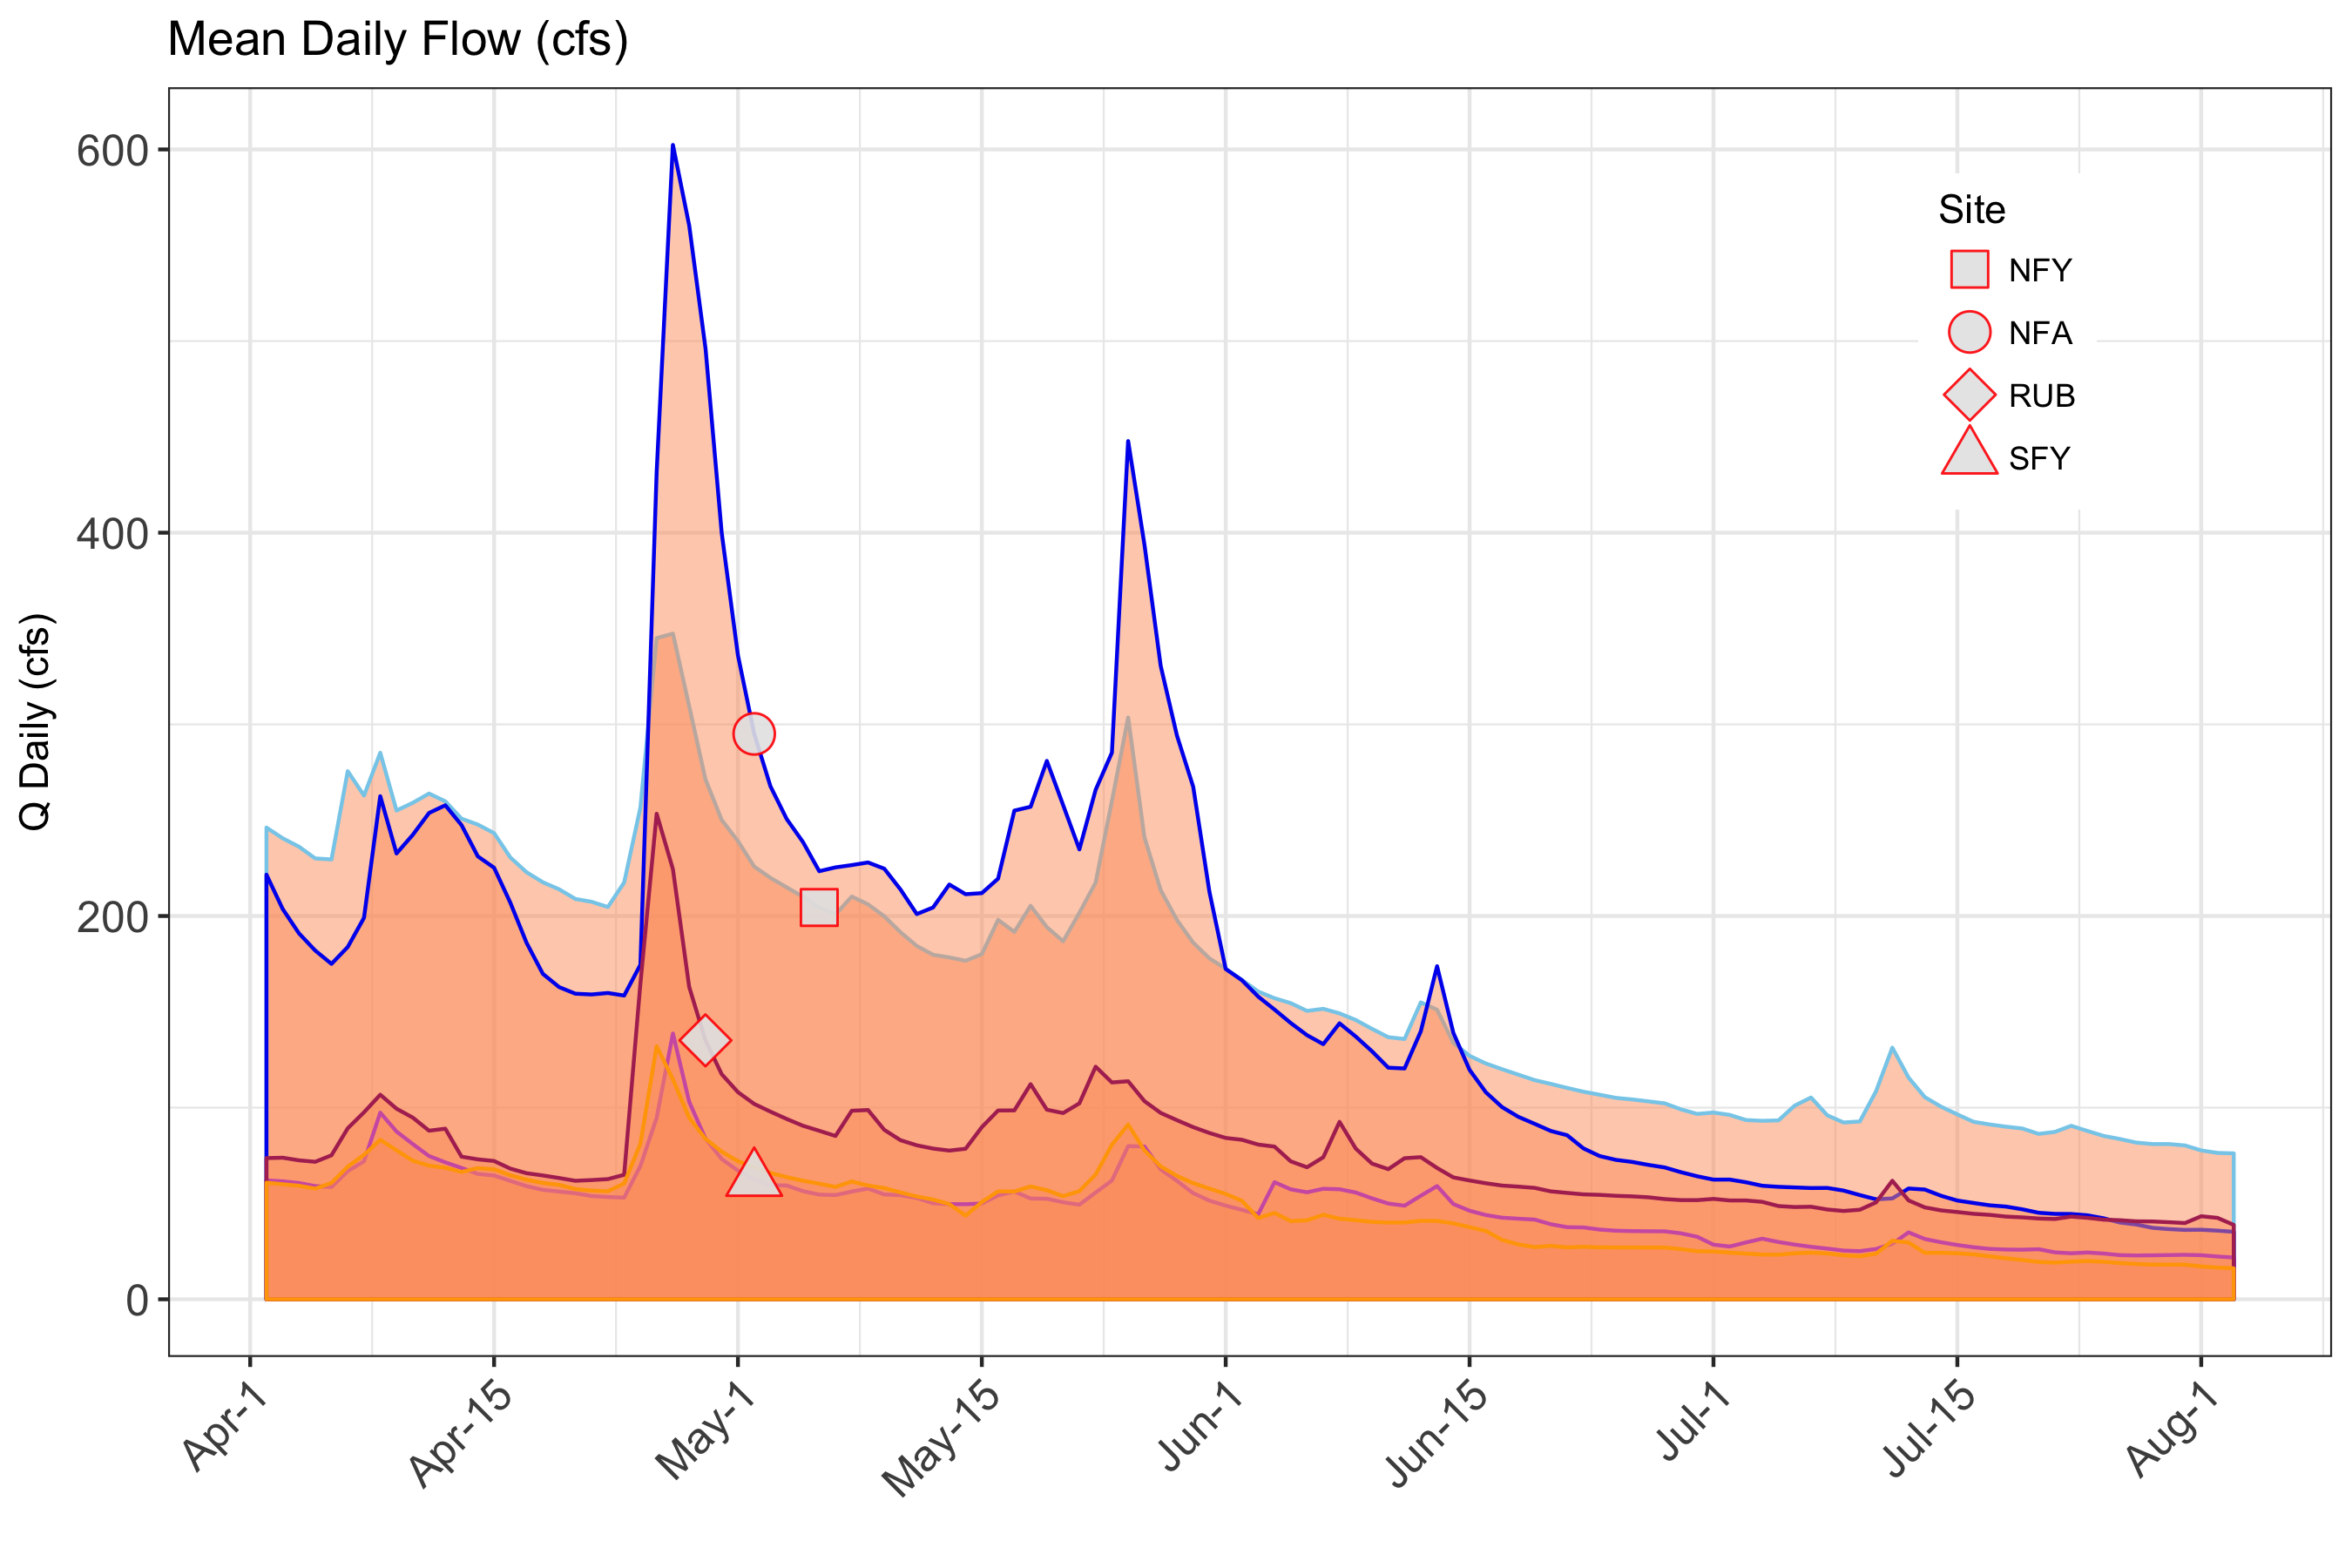 Mean Daily Flow (cfs)
600
400
200
0
Q Daily (cfs)
Site
NFY
NFA
RUB
SFY
Apr-1
Apr-15
May-1
May-15
Jun-1
Jun-15
Jul-1
Jul-15
Aug-1